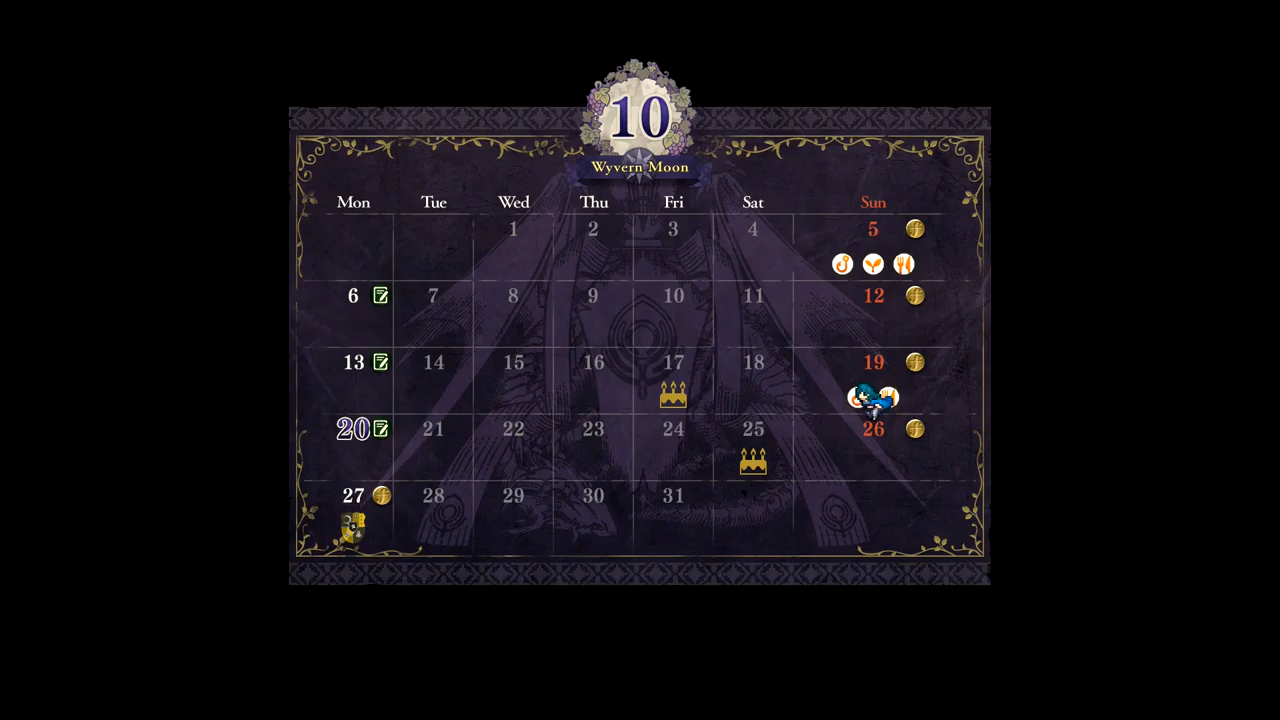 10
Wyvern Moon
Mon Tue Wed Thu Fri Sat Sun
1 2 3 4 5
6 7 8 9 10 11 12
13 14 15 16 17 18 19
20 21 22 23 24 25 26
27 28 29 30 31